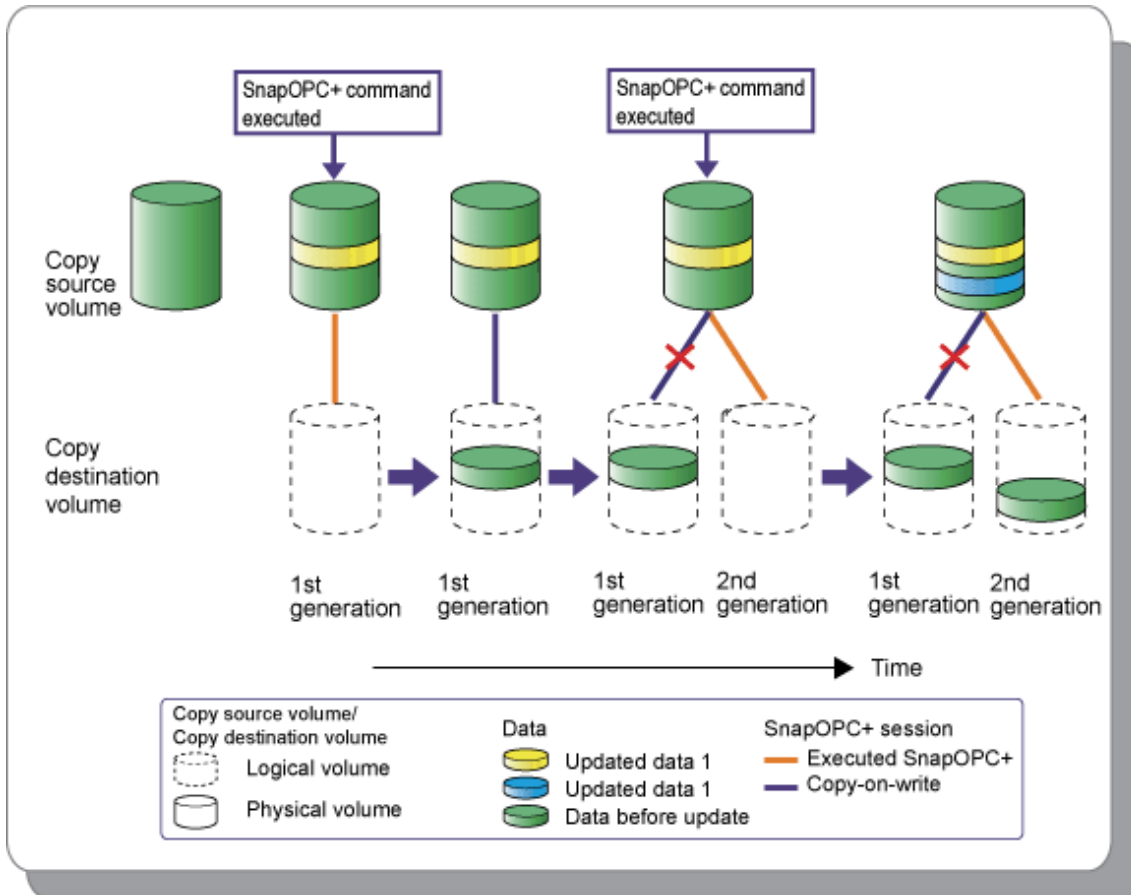 SnapOPC+ command
executed
SnapOPC+ command
executed
Copy
source
volume
Copy
destination
volume
1st
generation
1st
generation
1st
generation
2nd
generation
1st
generation
2nd
generation
Time
Copy source volume/
Copy destination volume
Logical volume
Physical volume
Data
Updated data 1
Updated data 1
Data before update
SnapOPC+ session
Executed SnapOPC+
Copy-on-write